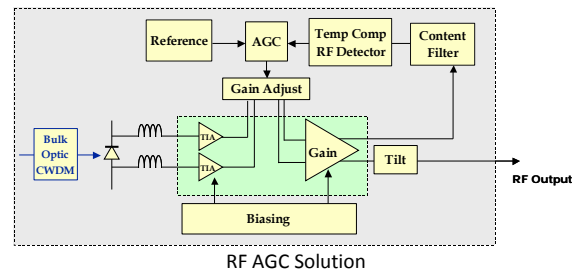 Reference
AGC
Temp Comp
RF Detector
Content
Filter
Gain Adjust
Bulk
Optic
CWDM
TIA
TIA
Gain
Tilt
RF Output
Biasing
RF AGC Solution